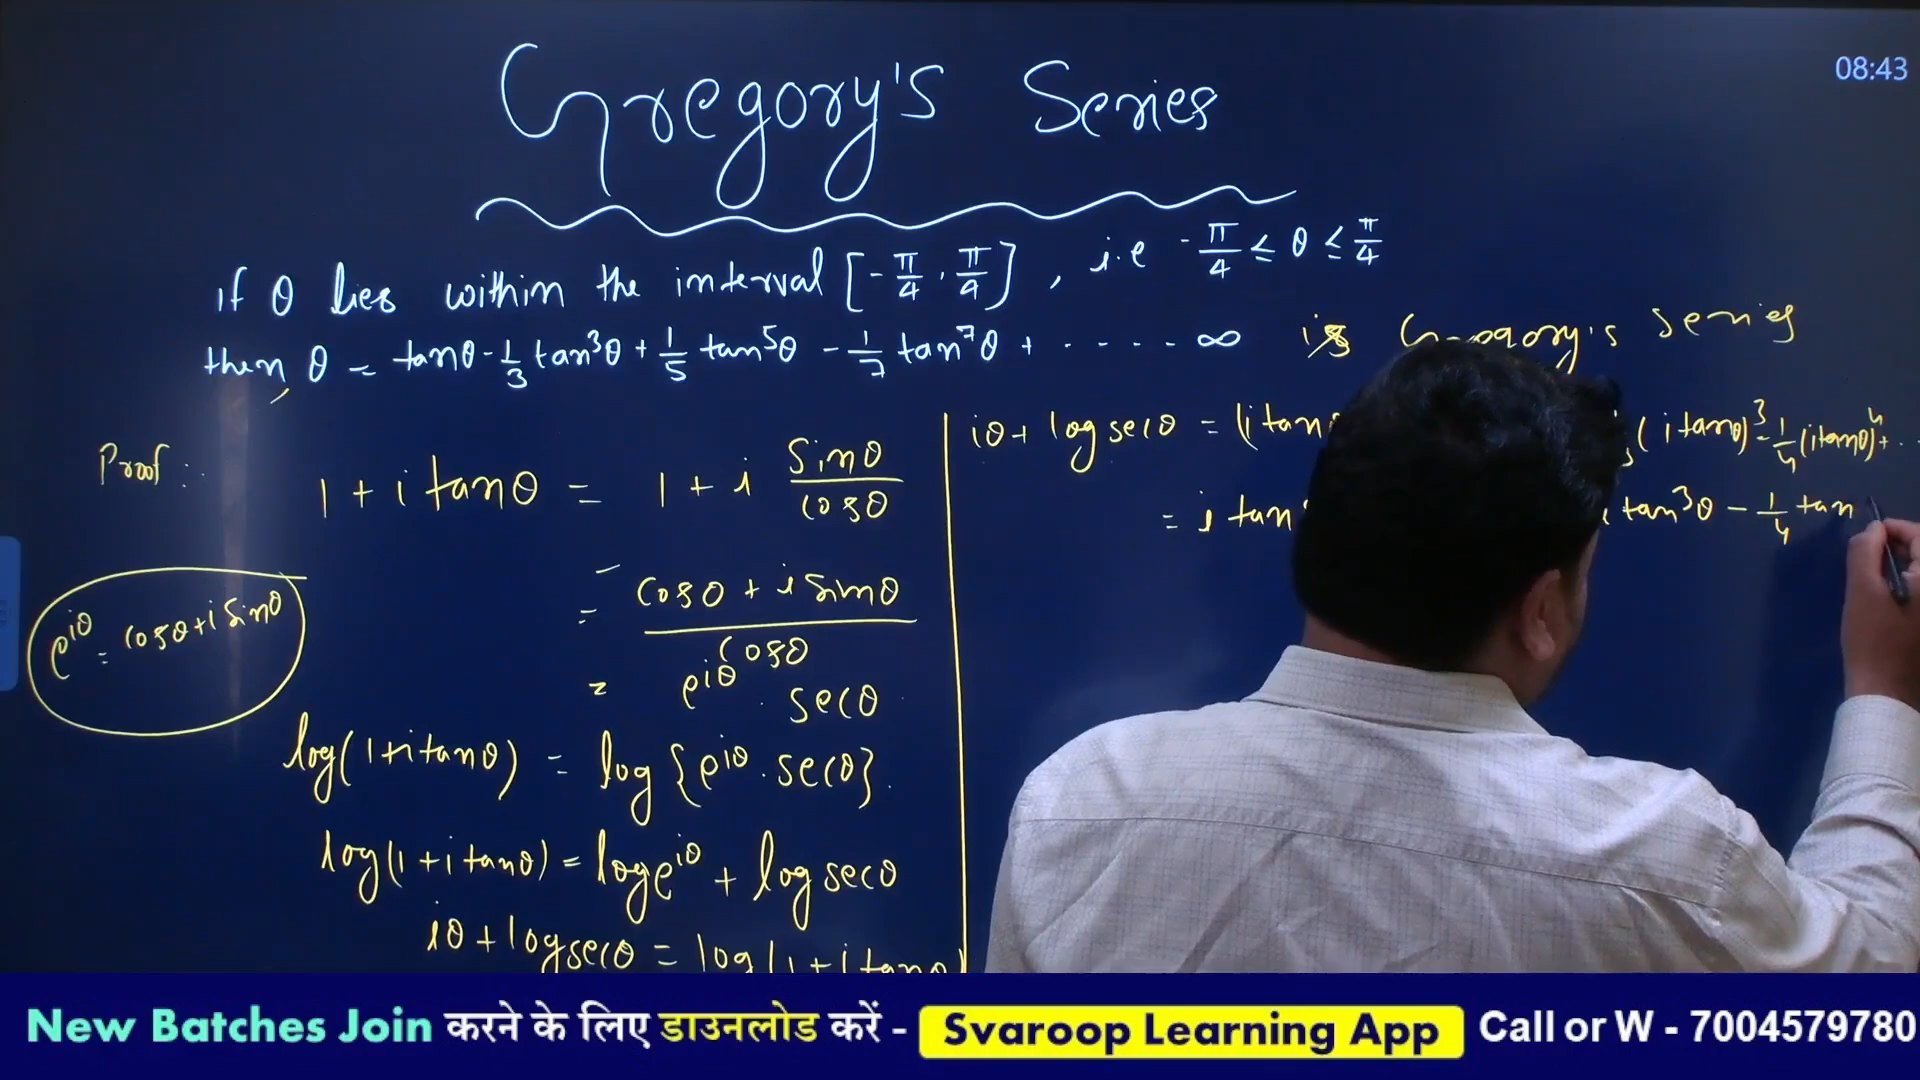 Gregory's Series
08:43
if θ lies within the interval [-π/4, π/4], i.e -π/4 ≤ θ ≤ π/4
then, θ = tanθ - 1/3 tan³θ + 1/5 tan⁵θ - 1/7 tan⁷θ + ..... ∞ is Gregory's series
Proof :-
1 + i tanθ = 1 + i sinθ/cosθ
= (cosθ + i sinθ)/cosθ
e^iθ = cosθ + i sinθ
= e^iθ . secθ
log(1+i tanθ) = log{e^iθ . secθ}.
log(1 + i tanθ) = log e^iθ + log secθ
iθ + log secθ = log(1 + i tanθ)
iθ + log secθ = (i tan (i tanθ)³ - 1/4 (i tanθ)⁴ + ..
= i tan tan³θ - 1/4 tan
New Batches Join करने के लिए डाउनलोड करें - Svaroop Learning App Call or W - 7004579780